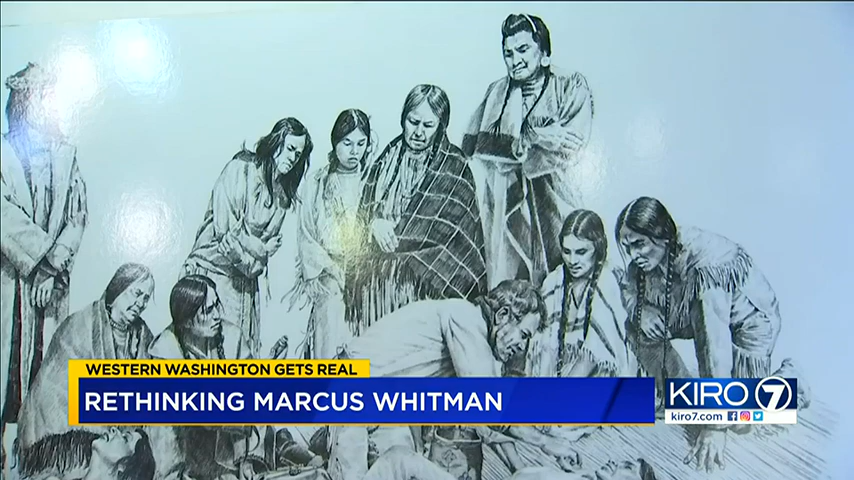 WESTERN WASHINGTON GETS REAL
RETHINKING MARCUS WHITMAN
KIRO 7
kiro7.com